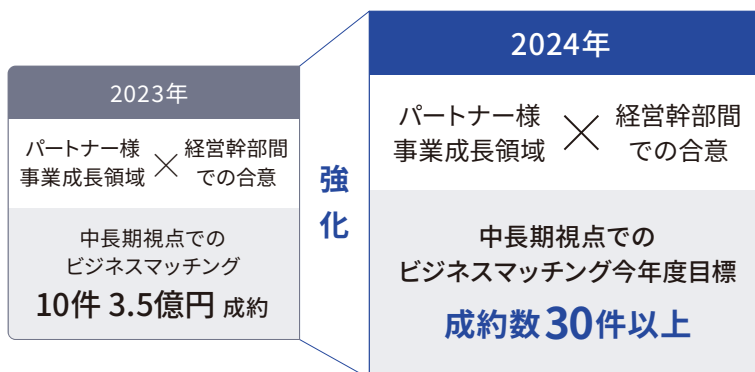 2023年
パートナー様
事業成長領域
×
経営幹部間
での合意
中長期視点での
ビジネスマッチング
10件 3.5億円 成約
強
化
2024年
パートナー様
事業成長領域
×
経営幹部間
での合意
中長期視点での
ビジネスマッチング今年度目標
成約数30件以上